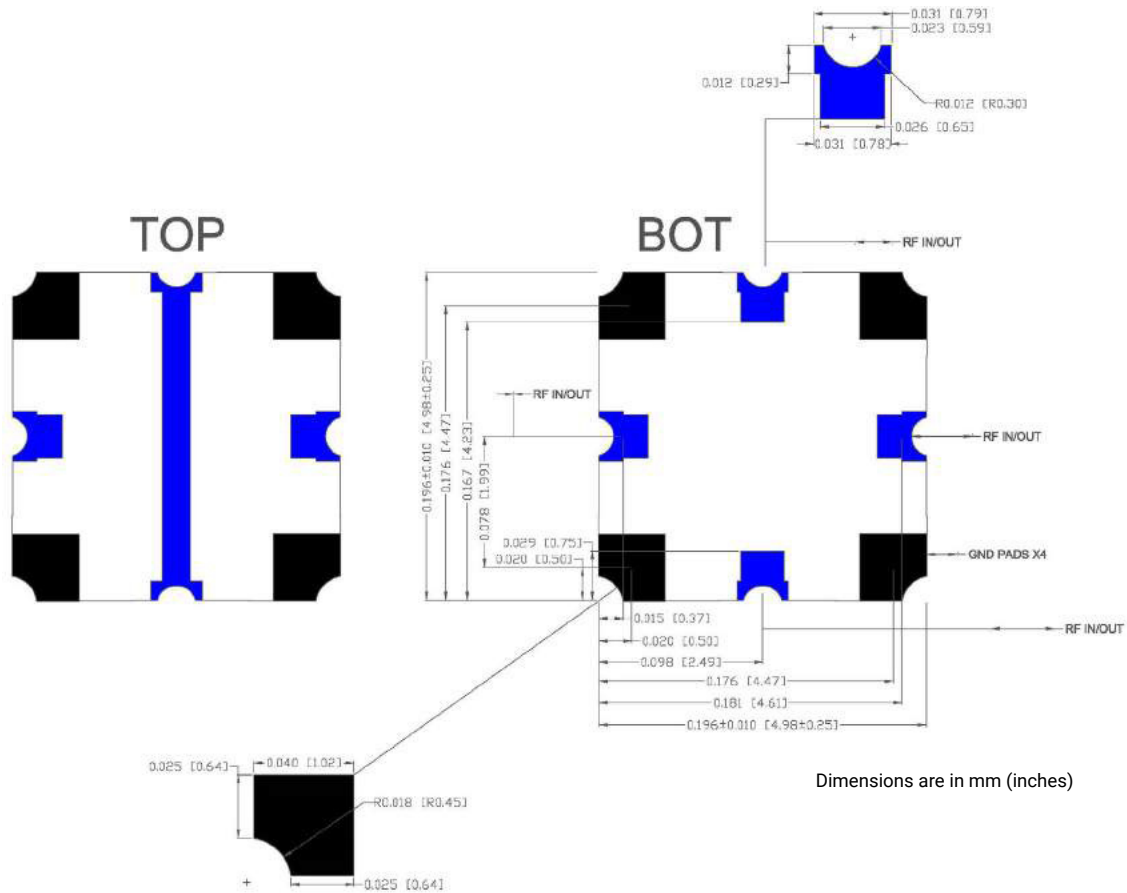 0.031 [0.79]
0.023 [0.59]
0.012 [0.29]
R0.012 [R0.30]
0.026 [0.65]
0.031 [0.78]
TOP
BOT
RF IN/OUT
0.196±0.010 [4.98±0.25]
0.176 [4.47]
0.167 [4.23]
RF IN/OUT
0.078 [1.99]
RF IN/OUT
0.029 [0.75]
0.020 [0.50]
GND PADS X4
0.015 [0.37]
0.020 [0.50]
RF IN/OUT
0.098 [2.49]
0.176 [4.47]
0.181 [4.61]
0.196±0.010 [4.98±0.25]
0.025 [0.64]
0.040 [1.02]
Dimensions are in mm (inches)
R0.018 [R0.45]
0.025 [0.64]